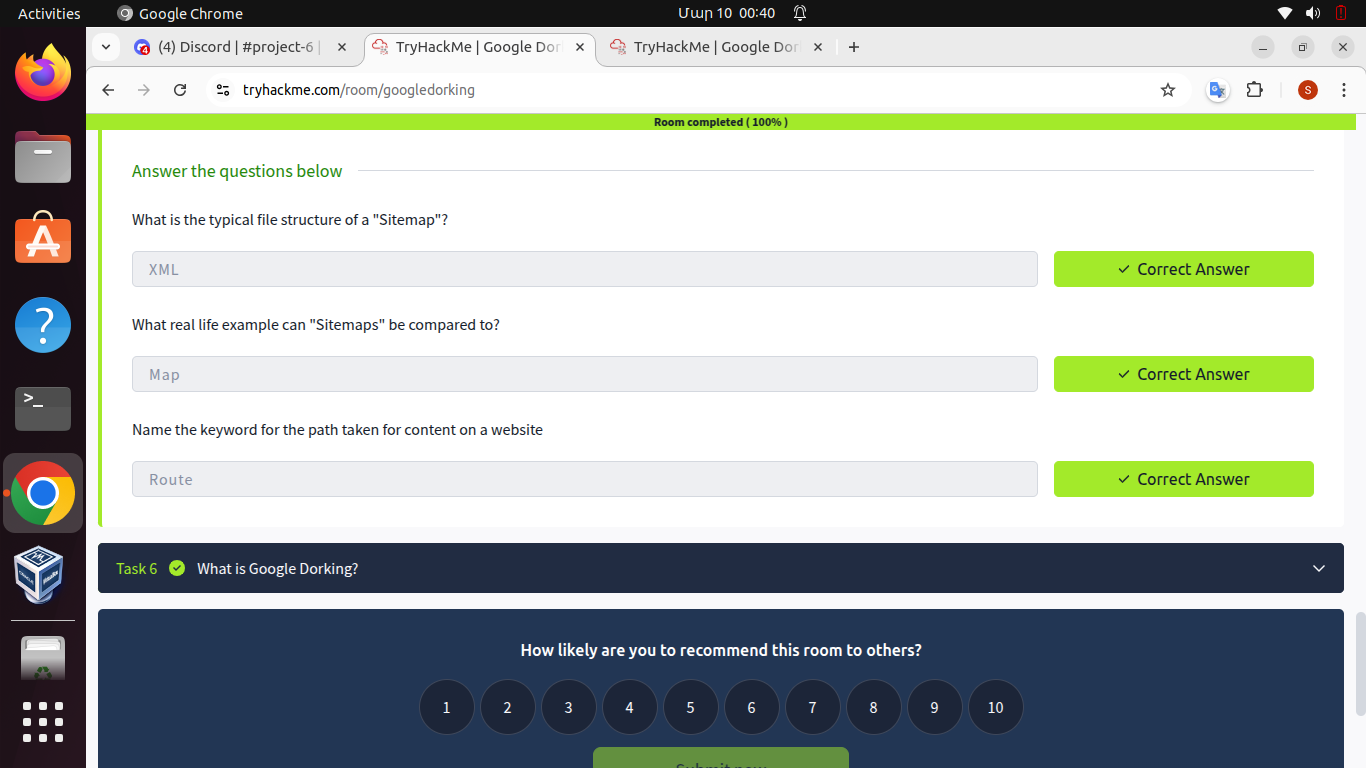 Activities
Google Chrome
Մար 10 00:40
(4) Discord | #project-6 |
TryHackMe | Google Dor
TryHackMe | Google Dor
tryhackme.com/room/googledorking
S
Room completed ( 100% )
Answer the questions below
What is the typical file structure of a "Sitemap"?
XML
Correct Answer
What real life example can "Sitemaps" be compared to?
Map
Correct Answer
Name the keyword for the path taken for content on a website
Route
Correct Answer
Task 6
What is Google Dorking?
How likely are you to recommend this room to others?
1 2 3 4 5 6 7 8 9 10
Submit now